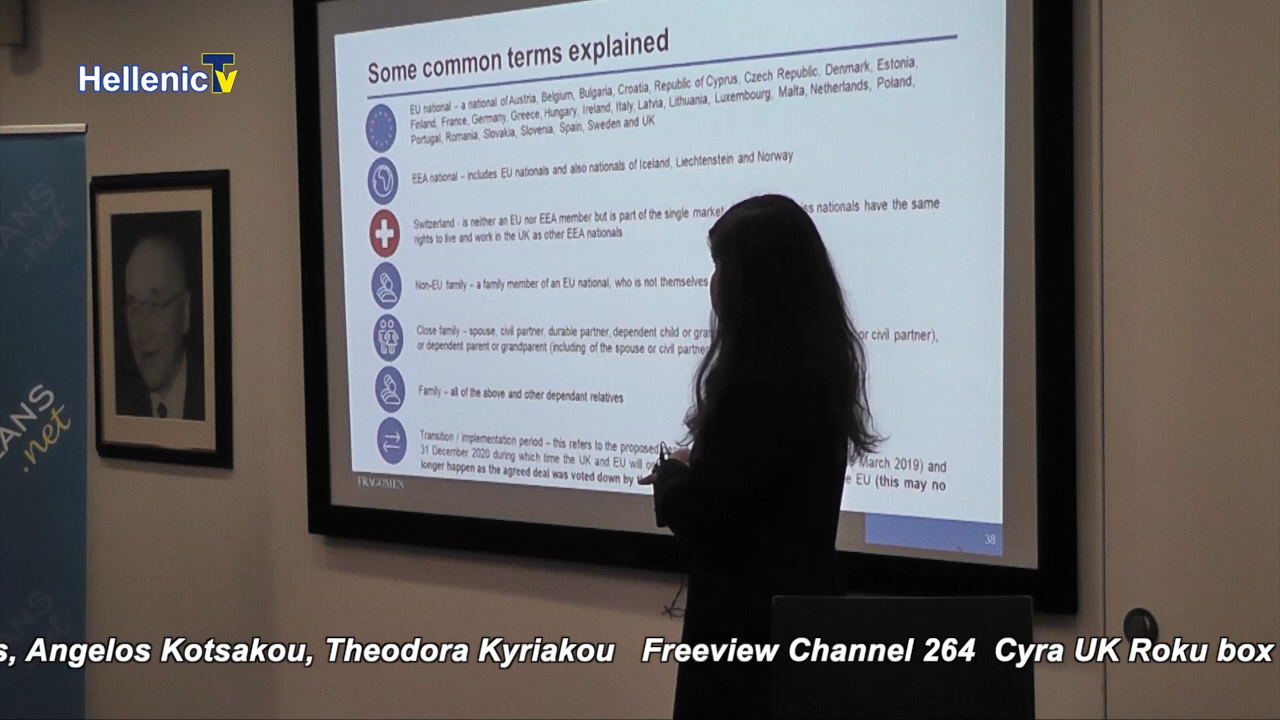 Hellenic Tv
Some common terms explained
EU national – a national of Austria, Belgium, Bulgaria, Croatia, Republic of Cyprus, Czech Republic, Denmark, Estonia,
Finland, France, Germany, Greece, Hungary, Ireland, Italy, Latvia, Lithuania, Luxembourg, Malta, Netherlands, Poland,
Portugal, Romania, Slovakia, Slovenia, Spain, Sweden and UK
EEA national – includes EU nationals and also nationals of Iceland, Liechtenstein and Norway
Switzerland - is neither an EU nor EEA member but is part of the single market nationals have the same
rights to live and work in the UK as other EEA nationals
Non-EU family – a family member of an EU national, who is not themselves
Close family – spouse, civil partner, durable partner, dependent child or or civil partner),
or dependent parent or grandparent (including of the spouse or civil
Family – all of the above and other dependant relatives
Transition / implementation period – this refers to the proposed March 2019) and
31 December 2020 during which time the UK and EU will EU (this may no
longer happen as the agreed deal was voted down by
FRAGOMEN
38
ANS
.net
ANS
.net
ANS
s, Angelos Kotsakou, Theodora Kyriakou Freeview Channel 264 Cyra UK Roku box